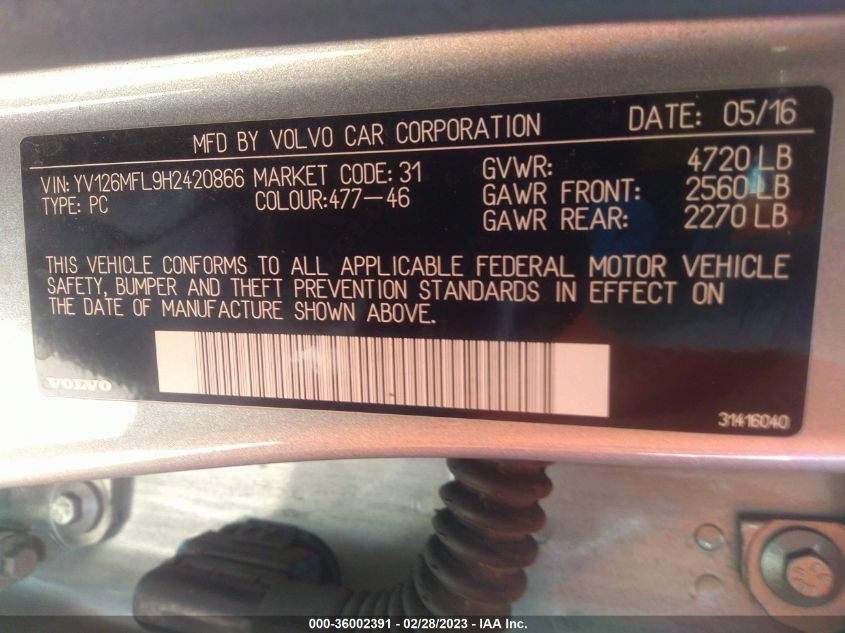 MFD BY VOLVO CAR CORPORATION DATE: 05/16
VIN: YV126MFL9H2420866 MARKET CODE: 31 GVWR: 4720 LB
TYPE: PC COLOUR:477-46 GAWR FRONT: 2560 LB
GAWR REAR: 2270 LB
THIS VEHICLE CONFORMS TO ALL APPLICABLE FEDERAL MOTOR VEHICLE
SAFETY, BUMPER AND THEFT PREVENTION STANDARDS IN EFFECT ON
THE DATE OF MANUFACTURE SHOWN ABOVE.
VOLVO
31416040
000-36002391 - 02/28/2023 - IAA Inc.